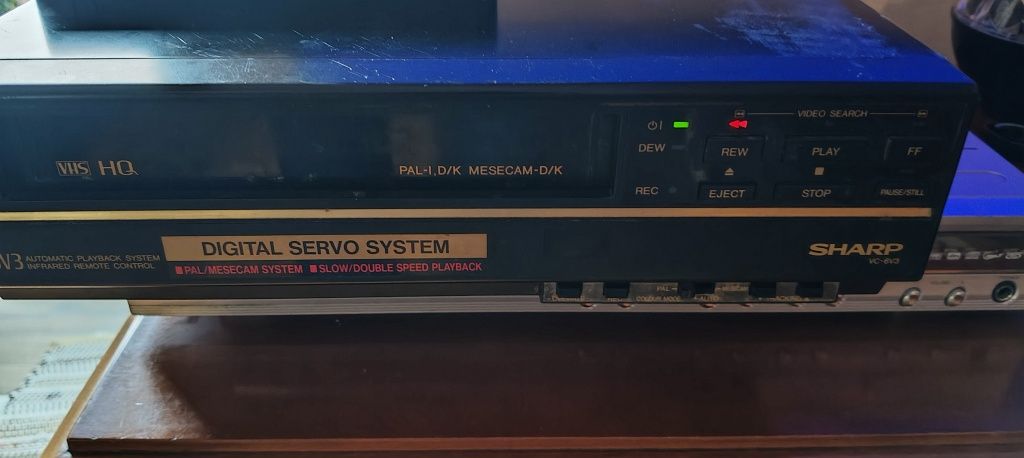 VIDEO SEARCH
DEW
REW
PLAY
FF
VHS HQ
PAL-I,D/K MESECAM-D/K
REC
EJECT
STOP
PAUSE/STILL
V3
AUTOMATIC PLAYBACK SYSTEM
INFRARED REMOTE CONTROL
DIGITAL SERVO SYSTEM
PAL/MESECAM SYSTEM SLOW/DOUBLE SPEED PLAYBACK
SHARP
VC-6V3
PAL
MESECAM
COLOUR MODE
AUTO